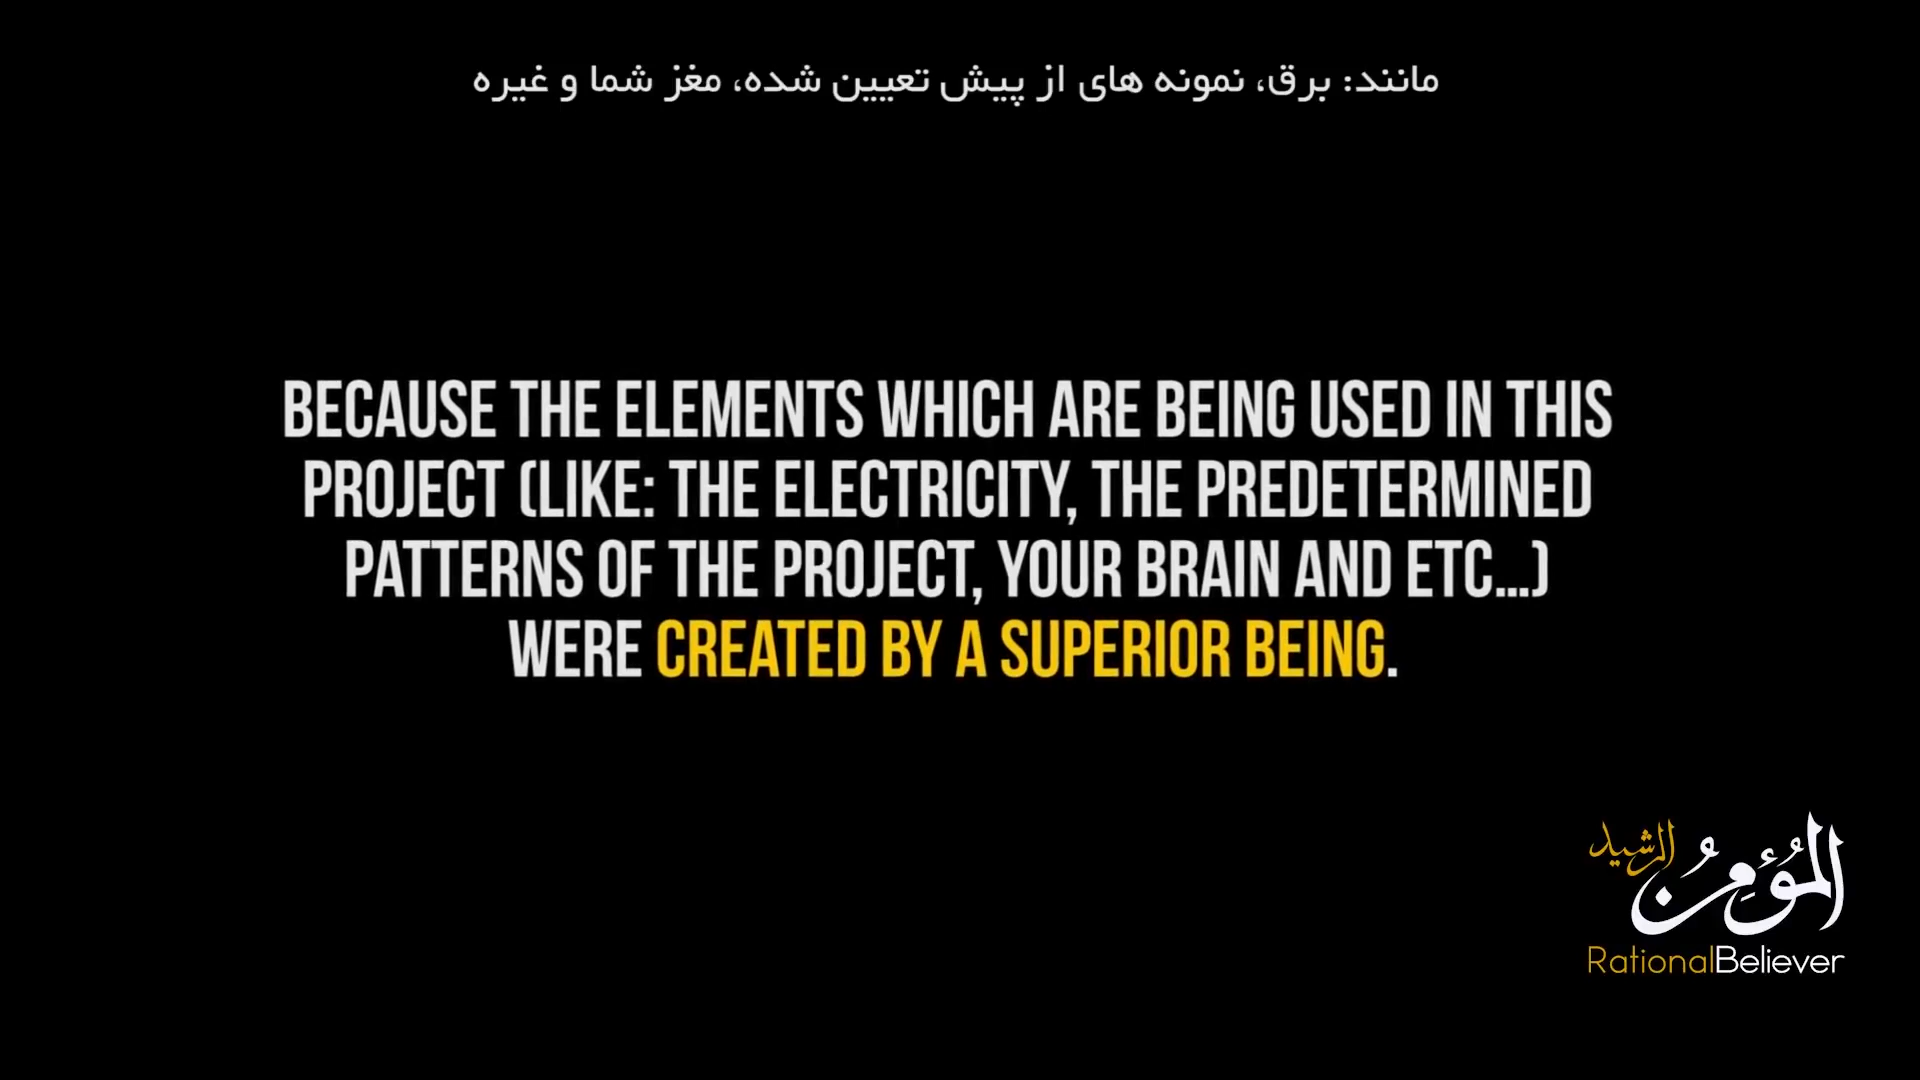 مانند: برق، نمونه های از پیش تعیین شده، مغز شما و غیره
BECAUSE THE ELEMENTS WHICH ARE BEING USED IN THIS
PROJECT (LIKE: THE ELECTRICITY, THE PREDETERMINED
PATTERNS OF THE PROJECT, YOUR BRAIN AND ETC...)
WERE CREATED BY A SUPERIOR BEING.
المُؤمِنُ الرشيد
RationalBeliever